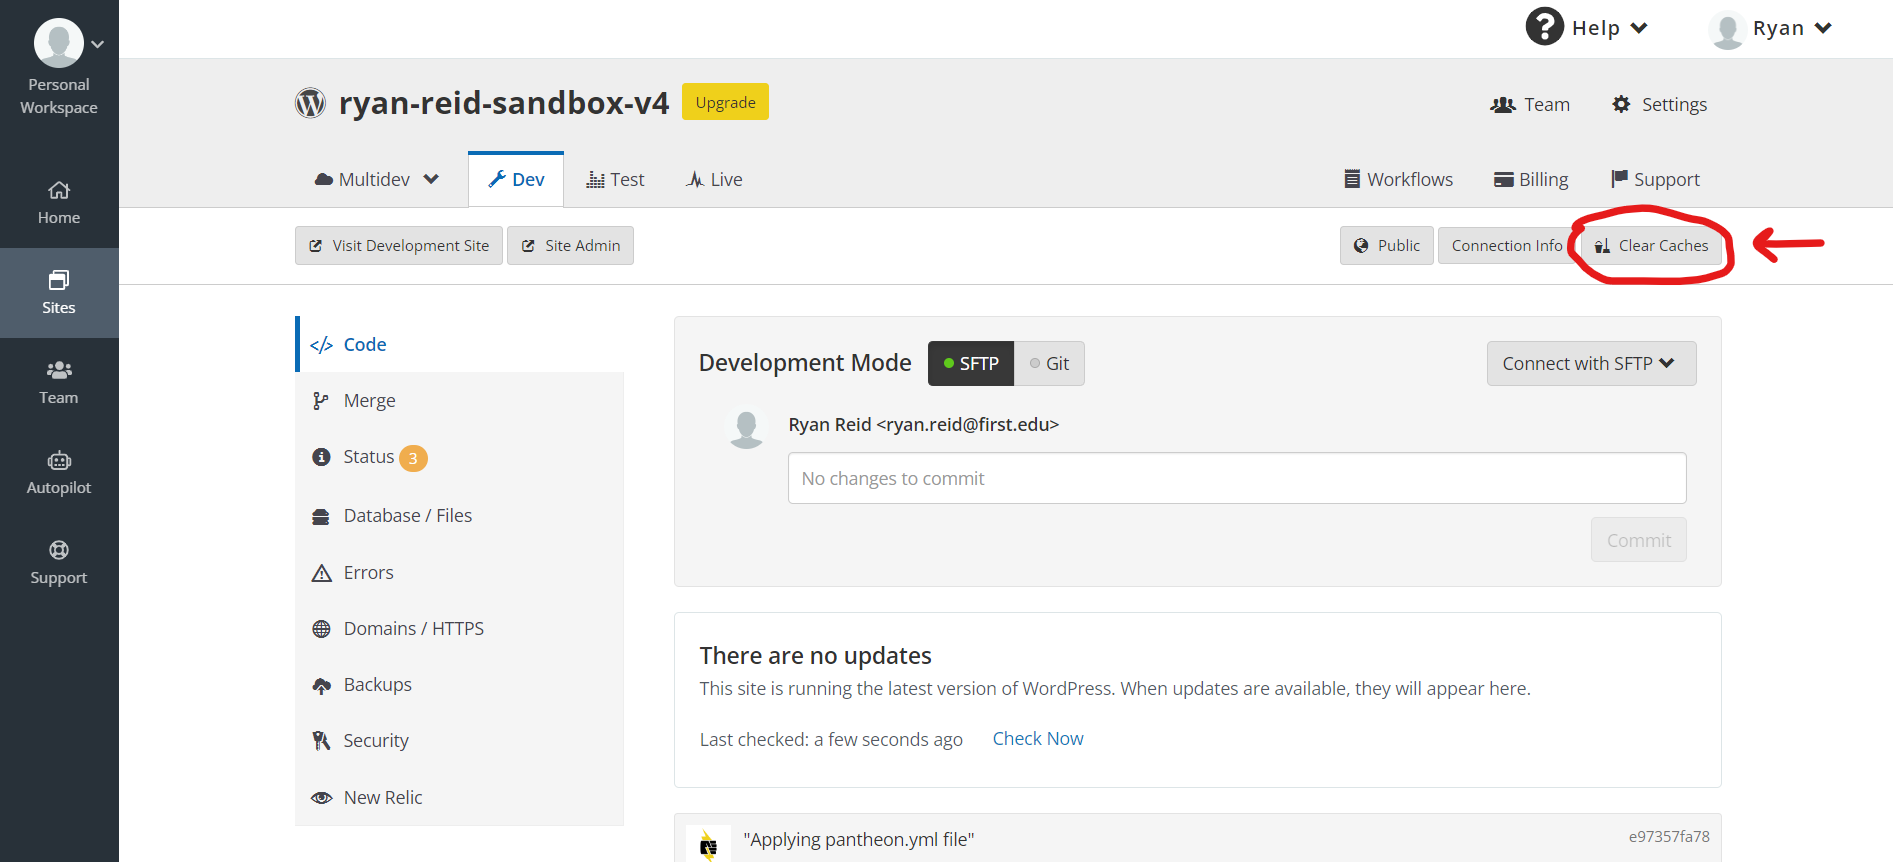 Personal
Workspace
Home
Sites
Team
Autopilot
Support
Help
Ryan
ryan-reid-sandbox-v4
Upgrade
Team
Settings
Multidev
Dev
Test
Live
Workflows
Billing
Support
Visit Development Site
Site Admin
Public
Connection Info
Clear Caches
Code
Merge
Status 3
Database / Files
Errors
Domains / HTTPS
Backups
Security
New Relic
Development Mode
SFTP
Git
Connect with SFTP
Ryan Reid <ryan.reid@first.edu>
No changes to commit
Commit
There are no updates
This site is running the latest version of WordPress. When updates are available, they will appear here.
Last checked: a few seconds ago
Check Now
"Applying pantheon.yml file"
e97357fa78